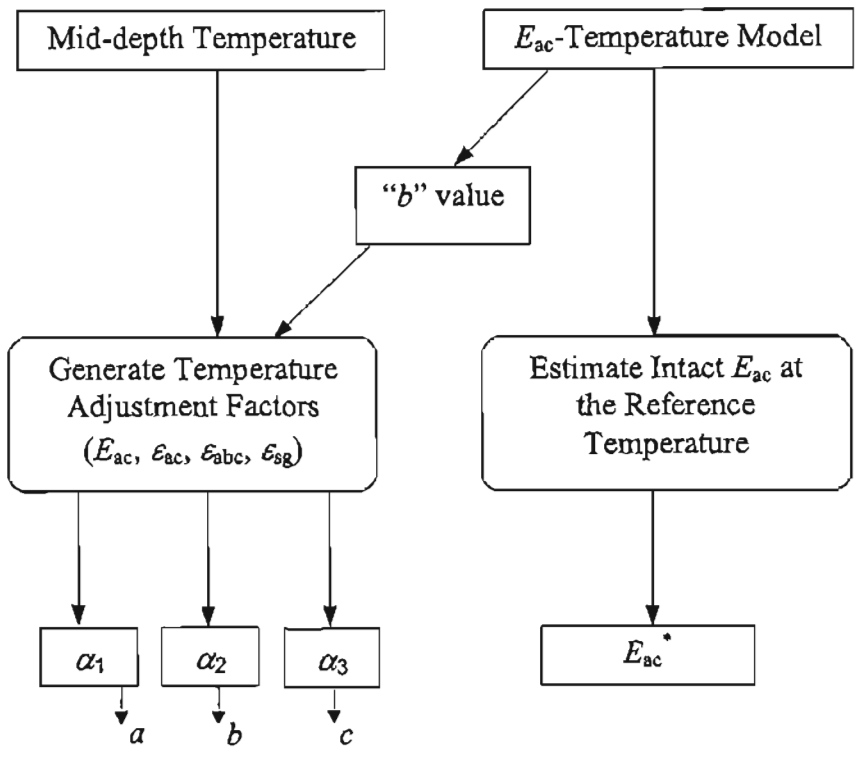 Mid-depth Temperature
E_ac-Temperature Model
“b” value
Generate Temperature
Adjustment Factors
(E_ac, ε_ac, ε_abc, ε_sg)
Estimate Intact E_ac at
the Reference
Temperature
α₁
α₂
α₃
E_ac*
a
b
c